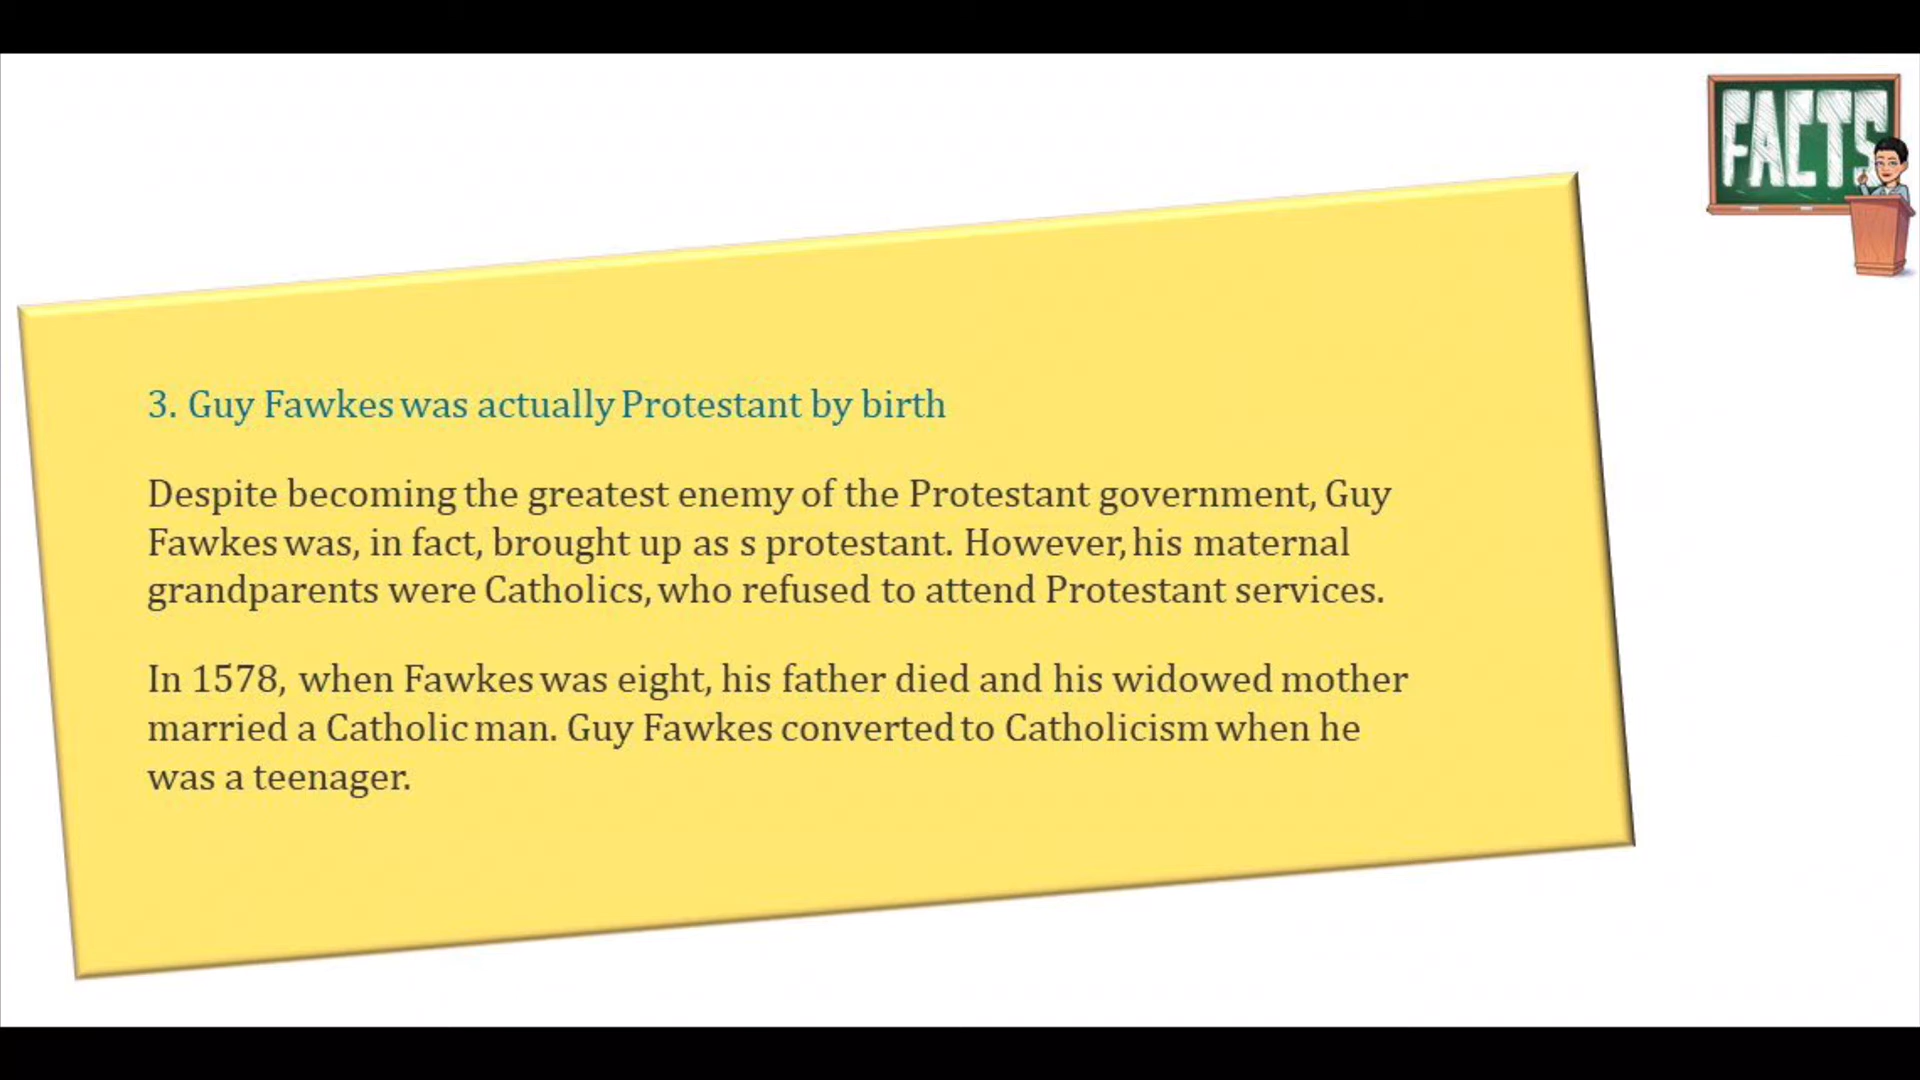 FACTS
3. Guy Fawkes was actually Protestant by birth
Despite becoming the greatest enemy of the Protestant government, Guy
Fawkes was, in fact, brought up as s protestant. However, his maternal
grandparents were Catholics, who refused to attend Protestant services.
In 1578, when Fawkes was eight, his father died and his widowed mother
married a Catholic man. Guy Fawkes converted to Catholicism when he
was a teenager.